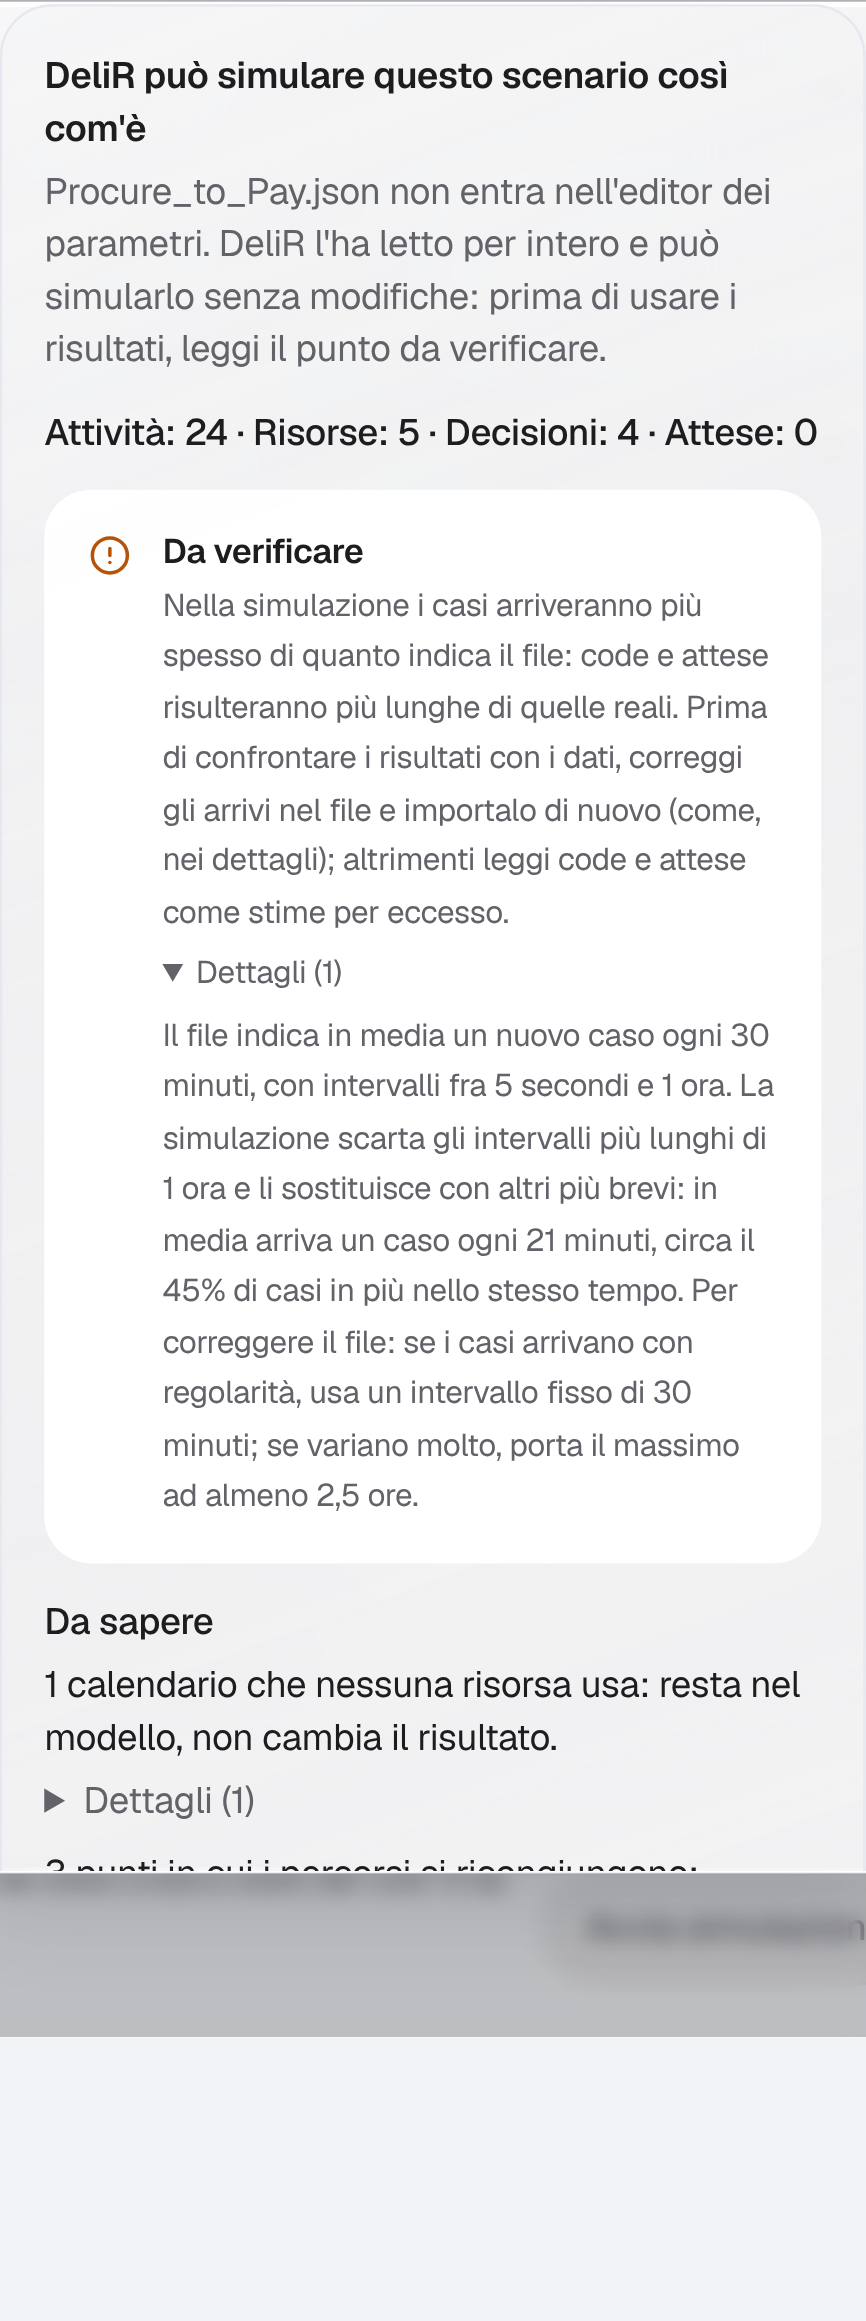 DeliR può simulare questo scenario così
com'è
Procure_to_Pay.json non entra nell'editor dei
parametri. DeliR l'ha letto per intero e può
simularlo senza modifiche: prima di usare i
risultati, leggi il punto da verificare.
Attività: 24 · Risorse: 5 · Decisioni: 4 · Attese: 0
Da verificare
Nella simulazione i casi arriveranno più
spesso di quanto indica il file: code e attese
risulteranno più lunghe di quelle reali. Prima
di confrontare i risultati con i dati, correggi
gli arrivi nel file e importalo di nuovo (come,
nei dettagli); altrimenti leggi code e attese
come stime per eccesso.
▼ Dettagli (1)
Il file indica in media un nuovo caso ogni 30
minuti, con intervalli fra 5 secondi e 1 ora. La
simulazione scarta gli intervalli più lunghi di
1 ora e li sostituisce con altri più brevi: in
media arriva un caso ogni 21 minuti, circa il
45% di casi in più nello stesso tempo. Per
correggere il file: se i casi arrivano con
regolarità, usa un intervallo fisso di 30
minuti; se variano molto, porta il massimo
ad almeno 2,5 ore.
Da sapere
1 calendario che nessuna risorsa usa: resta nel
modello, non cambia il risultato.
▶ Dettagli (1)
3 punti in cui i percorsi si ricongiungono: